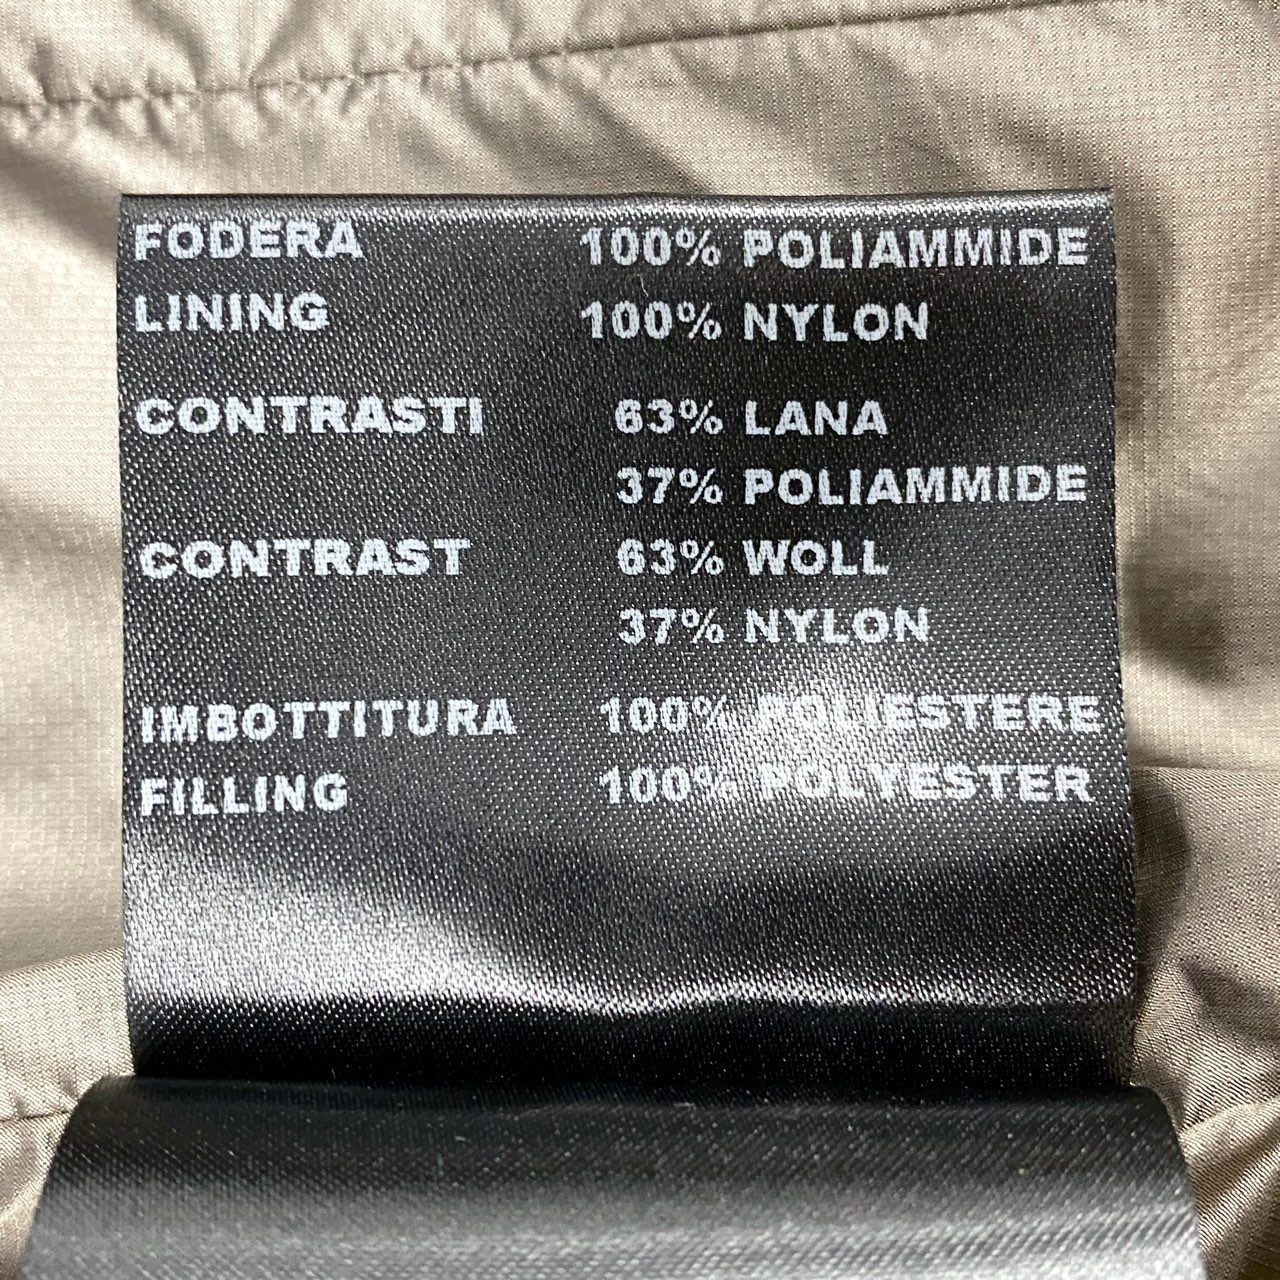 FODERA 100% POLIAMMIDE
LINING 100% NYLON
CONTRASTI 63% LANA
37% POLIAMMIDE
CONTRAST 63% WOLL
37% NYLON
IMBOTTITURA 100% POLIESTERE
FILLING 100% POLYESTER